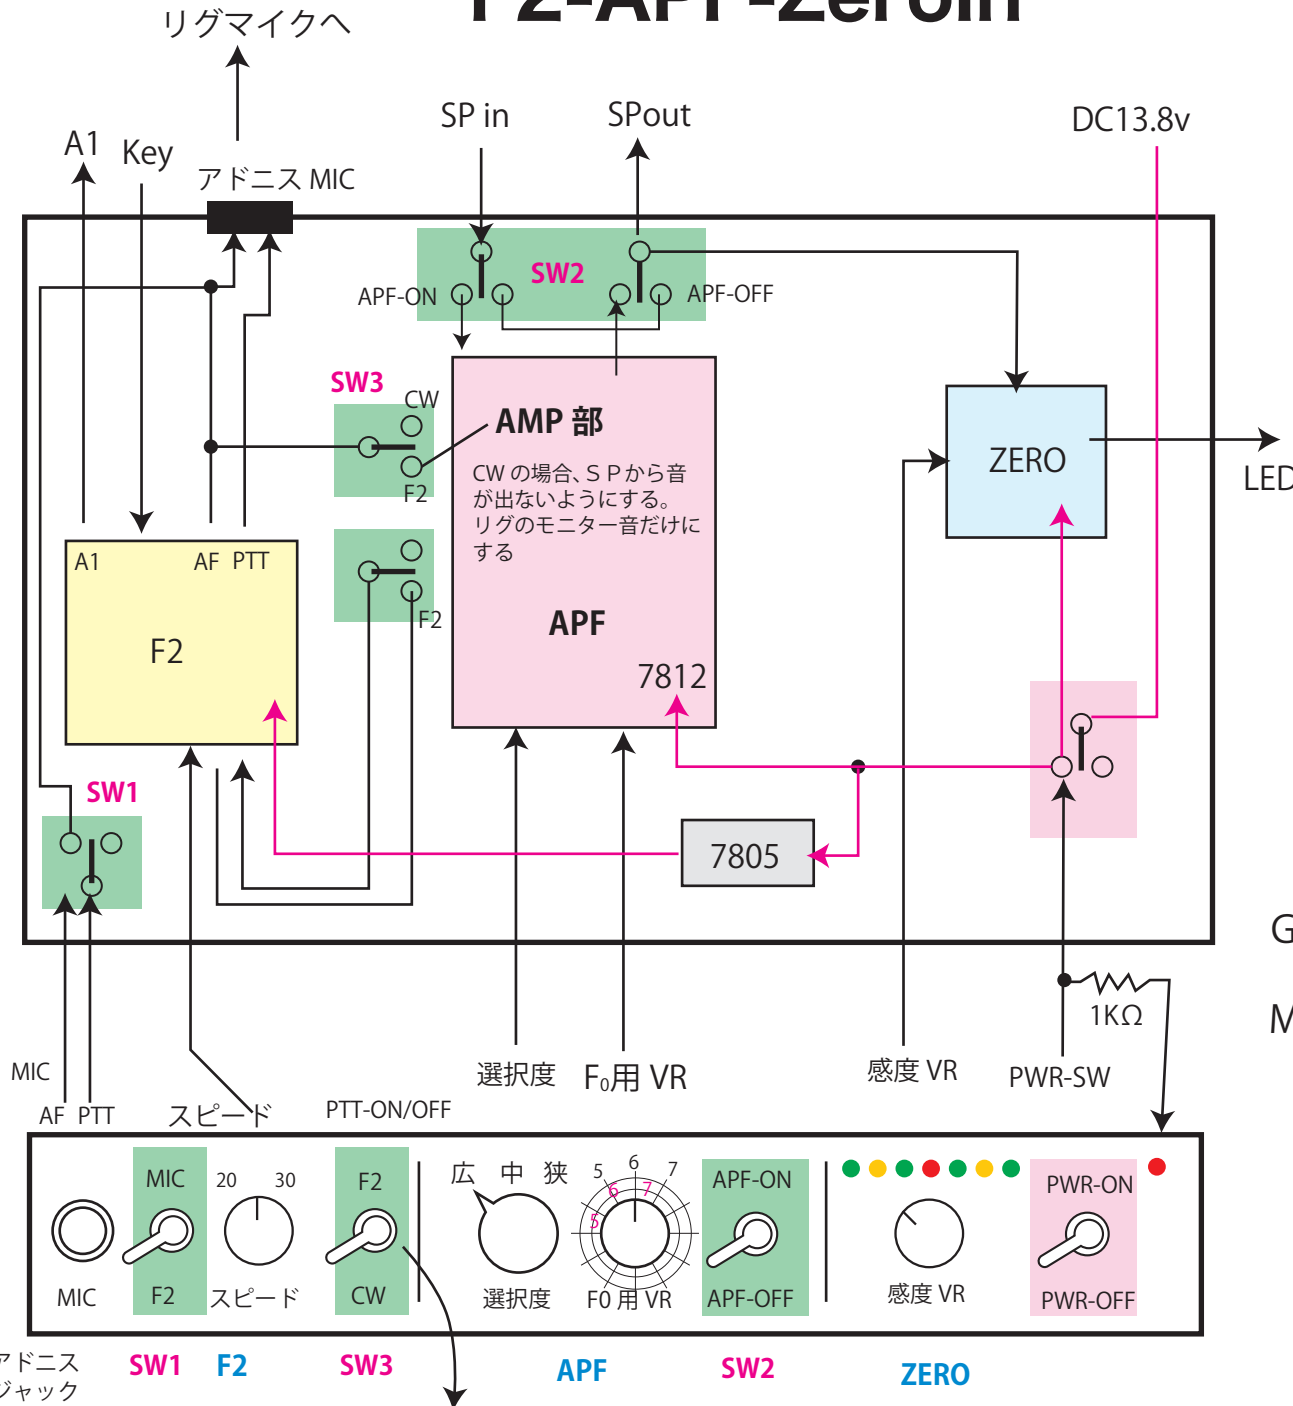 F2-APF-Zeroin
リグマイクへ
SP in
SPout
DC13.8v
A1
Key
アドニス MIC
SW2
APF-ON
APF-OFF
SW3
CW
F2
AMP 部
CW の場合、ＳＰから音
が出ないようにする。
リグのモニター音だけに
する
ZERO
LED
A1
AF
PTT
F2
F2
APF
7812
SW1
7805
G
1KΩ
M
MIC
AF
PTT
スピード
PTT-ON/OFF
選択度
F0用 VR
感度 VR
PWR-SW
MIC
F2
MIC
20
30
スピード
F2
CW
広 中 狭
選択度
5
6
7
5
6
7
F0 用 VR
APF-ON
APF-OFF
感度 VR
PWR-ON
PWR-OFF
アドニス
ジャック
SW1
F2
SW3
APF
SW2
ZERO